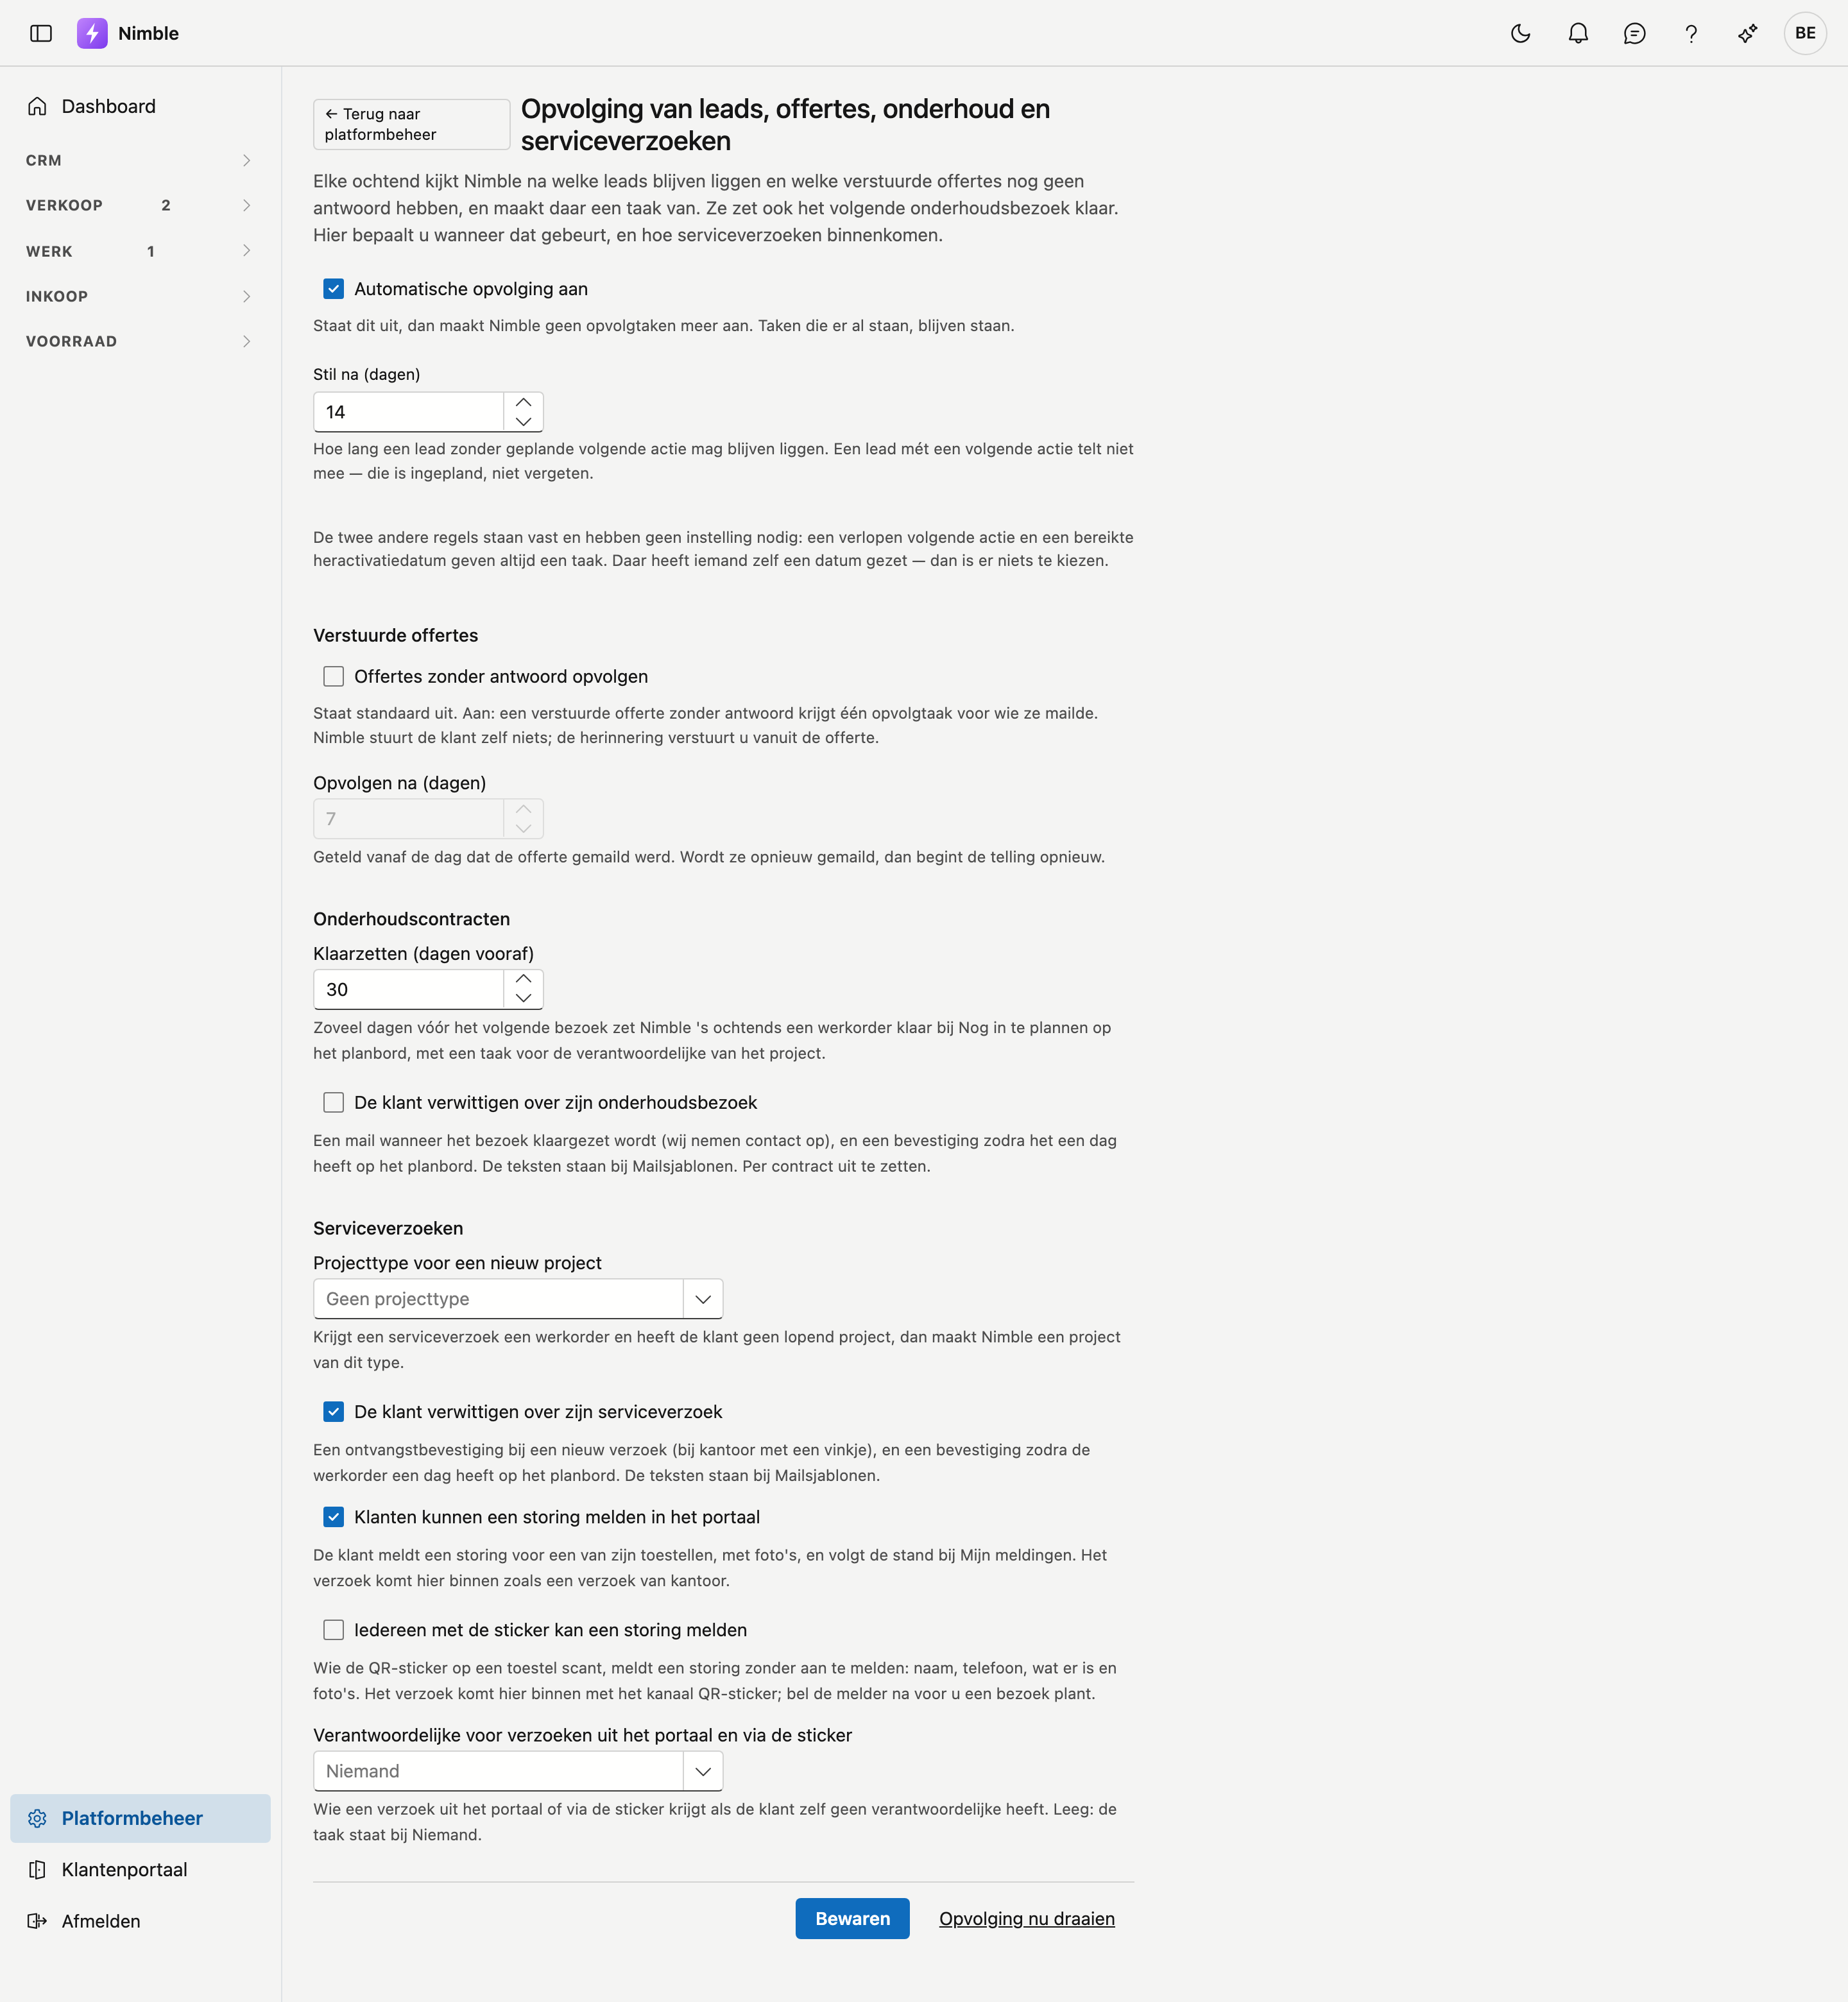 Nimble
BE
Dashboard
CRM
VERKOOP 2
WERK 1
INKOOP
VOORRAAD
Platformbeheer
Klantenportaal
Afmelden
← Terug naar
platformbeheer
Opvolging van leads, offertes, onderhoud en
serviceverzoeken
Elke ochtend kijkt Nimble na welke leads blijven liggen en welke verstuurde offertes nog geen
antwoord hebben, en maakt daar een taak van. Ze zet ook het volgende onderhoudsbezoek klaar.
Hier bepaalt u wanneer dat gebeurt, en hoe serviceverzoeken binnenkomen.
Automatische opvolging aan
Staat dit uit, dan maakt Nimble geen opvolgtaken meer aan. Taken die er al staan, blijven staan.
Stil na (dagen)
14
Hoe lang een lead zonder geplande volgende actie mag blijven liggen. Een lead mét een volgende actie telt niet
mee — die is ingepland, niet vergeten.
De twee andere regels staan vast en hebben geen instelling nodig: een verlopen volgende actie en een bereikte
heractivatiedatum geven altijd een taak. Daar heeft iemand zelf een datum gezet — dan is er niets te kiezen.
Verstuurde offertes
Offertes zonder antwoord opvolgen
Staat standaard uit. Aan: een verstuurde offerte zonder antwoord krijgt één opvolgtaak voor wie ze mailde.
Nimble stuurt de klant zelf niets; de herinnering verstuurt u vanuit de offerte.
Opvolgen na (dagen)
7
Geteld vanaf de dag dat de offerte gemaild werd. Wordt ze opnieuw gemaild, dan begint de telling opnieuw.
Onderhoudscontracten
Klaarzetten (dagen vooraf)
30
Zoveel dagen vóór het volgende bezoek zet Nimble 's ochtends een werkorder klaar bij Nog in te plannen op
het planbord, met een taak voor de verantwoordelijke van het project.
De klant verwittigen over zijn onderhoudsbezoek
Een mail wanneer het bezoek klaargezet wordt (wij nemen contact op), en een bevestiging zodra het een dag
heeft op het planbord. De teksten staan bij Mailsjablonen. Per contract uit te zetten.
Serviceverzoeken
Projecttype voor een nieuw project
Geen projecttype
Krijgt een serviceverzoek een werkorder en heeft de klant geen lopend project, dan maakt Nimble een project
van dit type.
De klant verwittigen over zijn serviceverzoek
Een ontvangstbevestiging bij een nieuw verzoek (bij kantoor met een vinkje), en een bevestiging zodra de
werkorder een dag heeft op het planbord. De teksten staan bij Mailsjablonen.
Klanten kunnen een storing melden in het portaal
De klant meldt een storing voor een van zijn toestellen, met foto's, en volgt de stand bij Mijn meldingen. Het
verzoek komt hier binnen zoals een verzoek van kantoor.
Iedereen met de sticker kan een storing melden
Wie de QR-sticker op een toestel scant, meldt een storing zonder aan te melden: naam, telefoon, wat er is en
foto's. Het verzoek komt hier binnen met het kanaal QR-sticker; bel de melder na voor u een bezoek plant.
Verantwoordelijke voor verzoeken uit het portaal en via de sticker
Niemand
Wie een verzoek uit het portaal of via de sticker krijgt als de klant zelf geen verantwoordelijke heeft. Leeg: de
taak staat bij Niemand.
Bewaren
Opvolging nu draaien